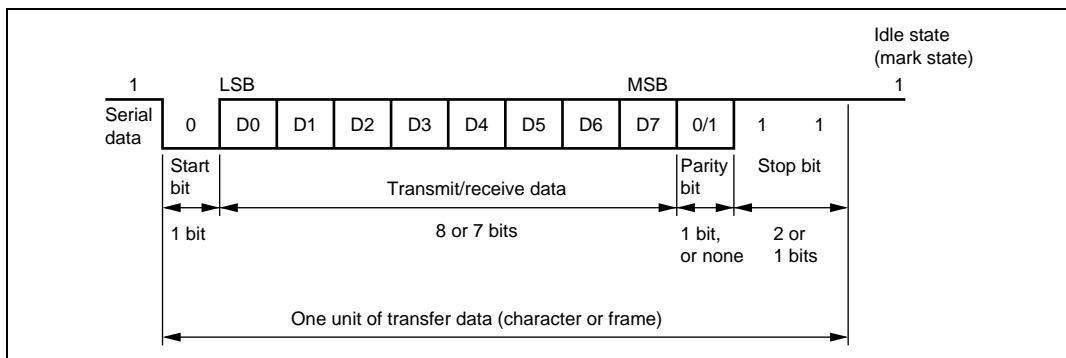 Idle state
(mark state)
1 LSB MSB 1
Serial
data
0 D0 D1 D2 D3 D4 D5 D6 D7 0/1 1 1
Start
bit
Transmit/receive data
Parity
bit
Stop bit
1 bit
8 or 7 bits
1 bit,
or none
2 or
1 bits
One unit of transfer data (character or frame)